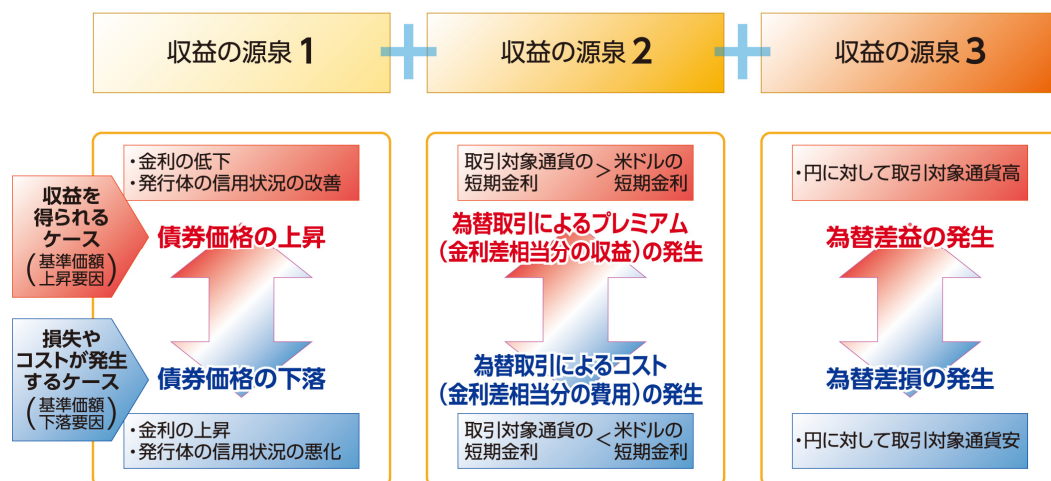 収益の源泉 1
+
収益の源泉 2
+
収益の源泉 3
収益を
得られる
ケース
(基準価額
上昇要因)
・金利の低下
・発行体の信用状況の改善
債券価格の上昇
取引対象通貨の
短期金利
>
米ドルの
短期金利
為替取引によるプレミアム
(金利差相当分の収益)の発生
・円に対して取引対象通貨高
為替差益の発生
損失や
コストが発生
するケース
(基準価額
下落要因)
債券価格の下落
・金利の上昇
・発行体の信用状況の悪化
為替取引によるコスト
(金利差相当分の費用)の発生
取引対象通貨の
短期金利
<
米ドルの
短期金利
為替差損の発生
・円に対して取引対象通貨安